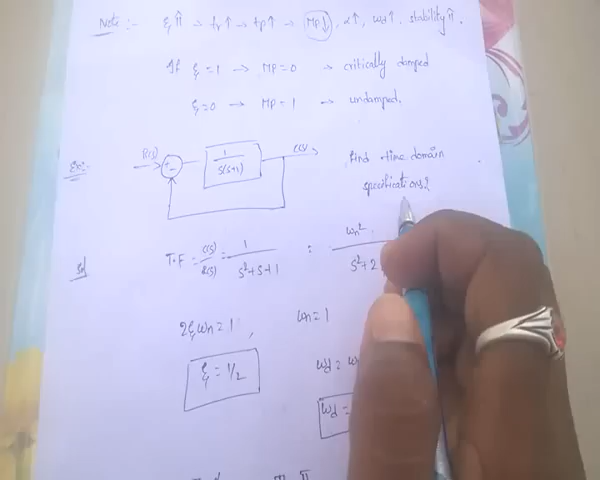 Note :- ξ ⇈ → tr↑ → tp↑ → Mp↓, α↑, ωd↑, stability ⇈.
If ξ = 1 → Mp = 0 → critically damped
ξ = 0 → Mp = 1 → undamped.
Ex:- R(s) + - 1/s(s+1) C(s) Find time domain
specifications?
Sol T.F = C(s)/R(s) = 1/s²+s+1 : ωn²/s²+2
2ξωn = 1, ωn = 1
ξ = 1/2 ωd = ω
ωd =